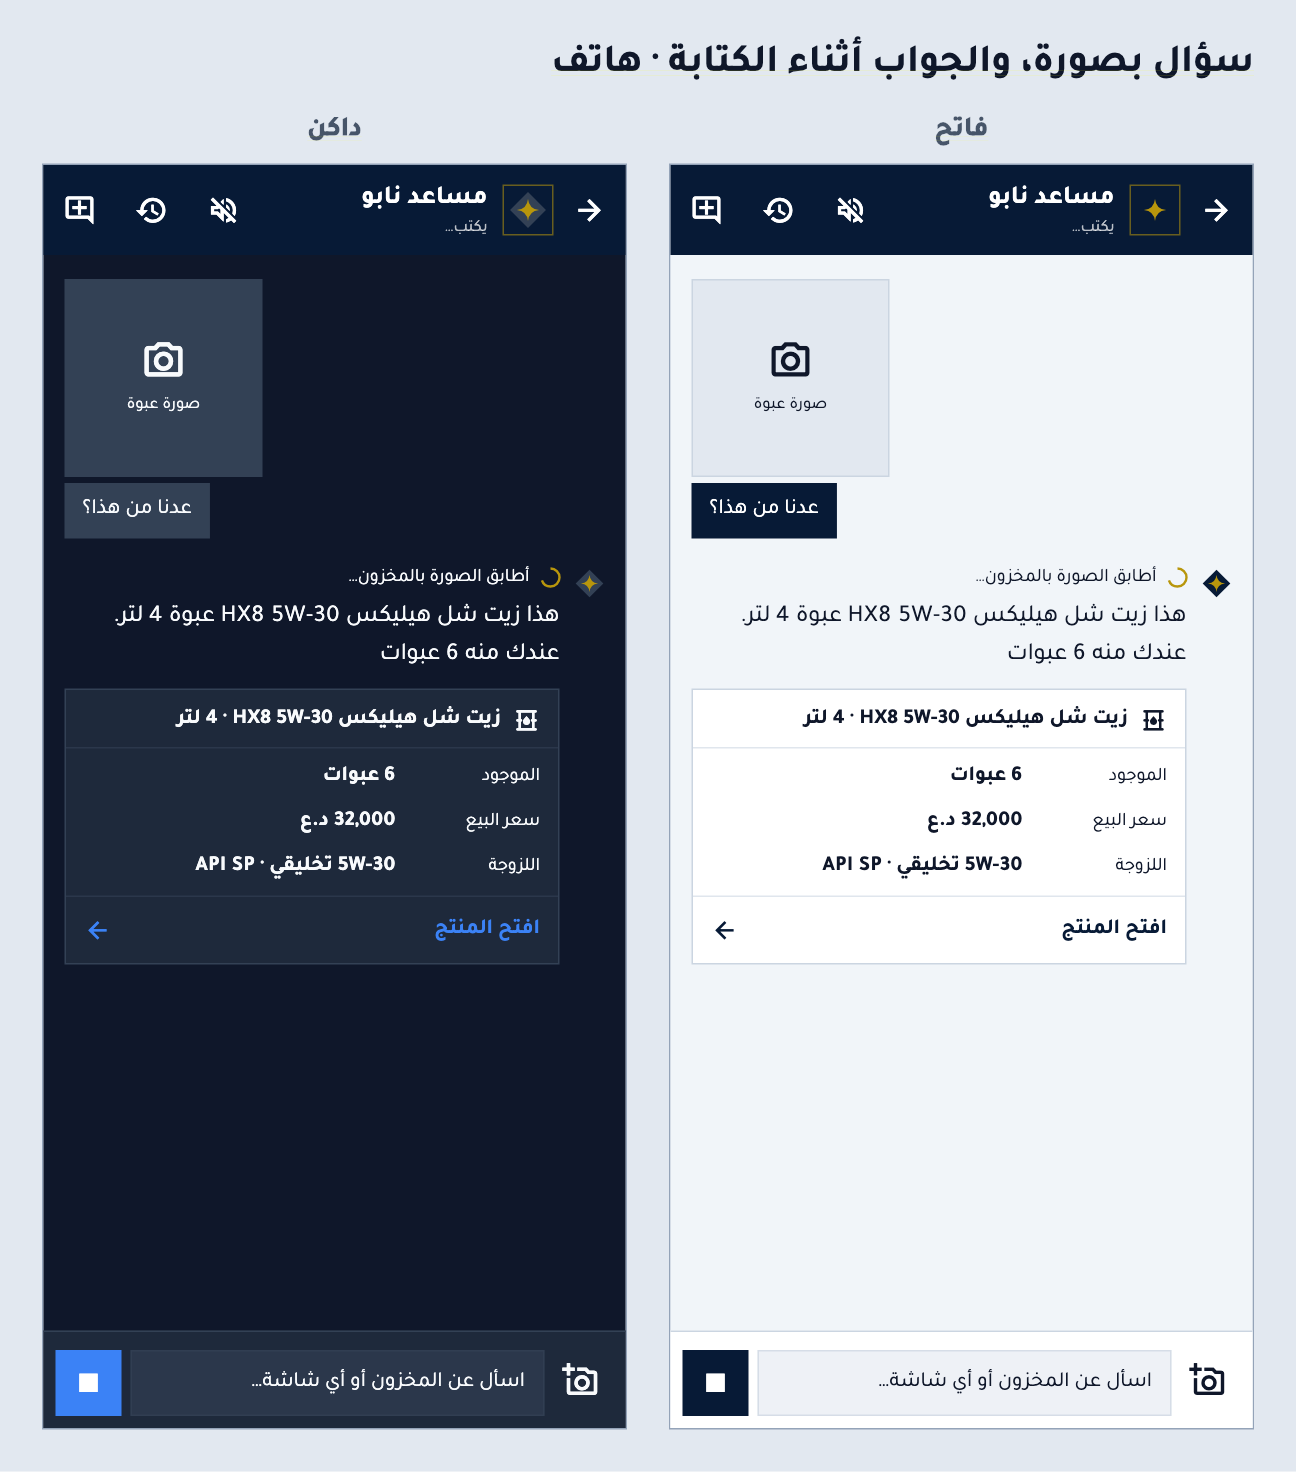 سؤال بصورة، والجواب أثناء الكتابة · هاتف
فاتح
مساعد نابو
يكتب...
صورة عبوة
عدنا من هذا؟
أطابق الصورة بالمخزون...
هذا زيت شل هيليكس HX8 5W-30 عبوة 4 لتر.
عندك منه 6 عبوات
زيت شل هيليكس HX8 5W-30 · 4 لتر
الموجود 6 عبوات
سعر البيع 32,000 د.ع
اللزوجة 5W-30 تخليقي · API SP
افتح المنتج
اسأل عن المخزون أو أي شاشة...
داكن
مساعد نابو
يكتب...
صورة عبوة
عدنا من هذا؟
أطابق الصورة بالمخزون...
هذا زيت شل هيليكس HX8 5W-30 عبوة 4 لتر.
عندك منه 6 عبوات
زيت شل هيليكس HX8 5W-30 · 4 لتر
الموجود 6 عبوات
سعر البيع 32,000 د.ع
اللزوجة 5W-30 تخليقي · API SP
افتح المنتج
اسأل عن المخزون أو أي شاشة...